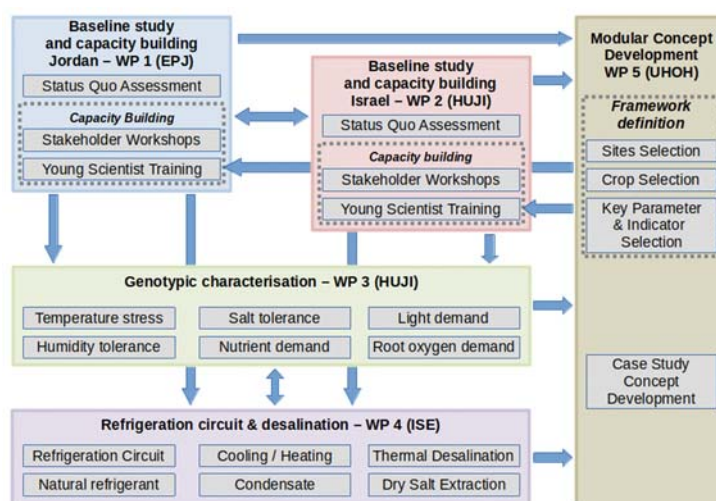 Baseline study
and capacity building
Jordan – WP 1 (EPJ)
Status Quo Assessment
Capacity Building
Stakeholder Workshops
Young Scientist Training
Baseline study
and capacity building
Israel – WP 2 (HUJI)
Status Quo Assessment
Capacity building
Stakeholder Workshops
Young Scientist Training
Modular Concept
Development
WP 5 (UHOH)
Framework
definition
Sites Selection
Crop Selection
Key Parameter
& Indicator
Selection
Case Study
Concept
Development
Genotypic characterisation – WP 3 (HUJI)
Temperature stress
Salt tolerance
Light demand
Humidity tolerance
Nutrient demand
Root oxygen demand
Refrigeration circuit & desalination – WP 4 (ISE)
Refrigeration Circuit
Cooling / Heating
Thermal Desalination
Natural refrigerant
Condensate
Dry Salt Extraction